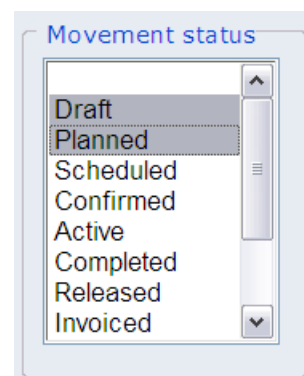 Movement status
Draft
Planned
Scheduled
Confirmed
Active
Completed
Released
Invoiced